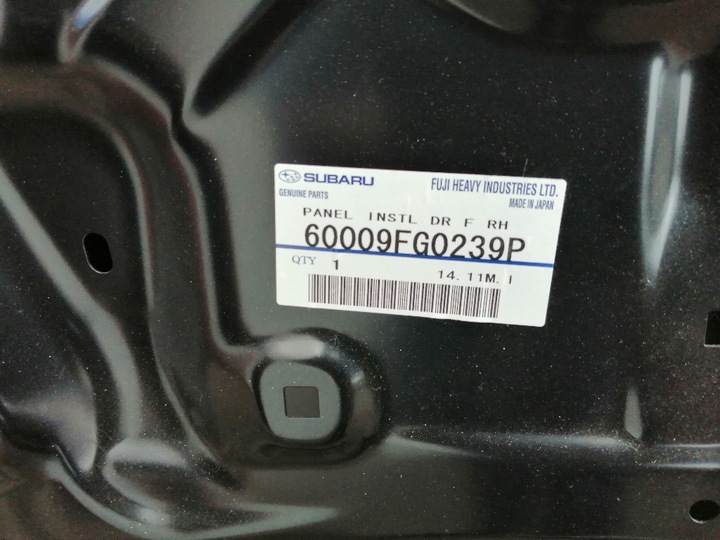 SUBARU FUJI HEAVY INDUSTRIES LTD.
GENUINE PARTS MADE IN JAPAN
PANEL INSTL DR F RH
60009FG0239P
QTY 1 14. 11M. I